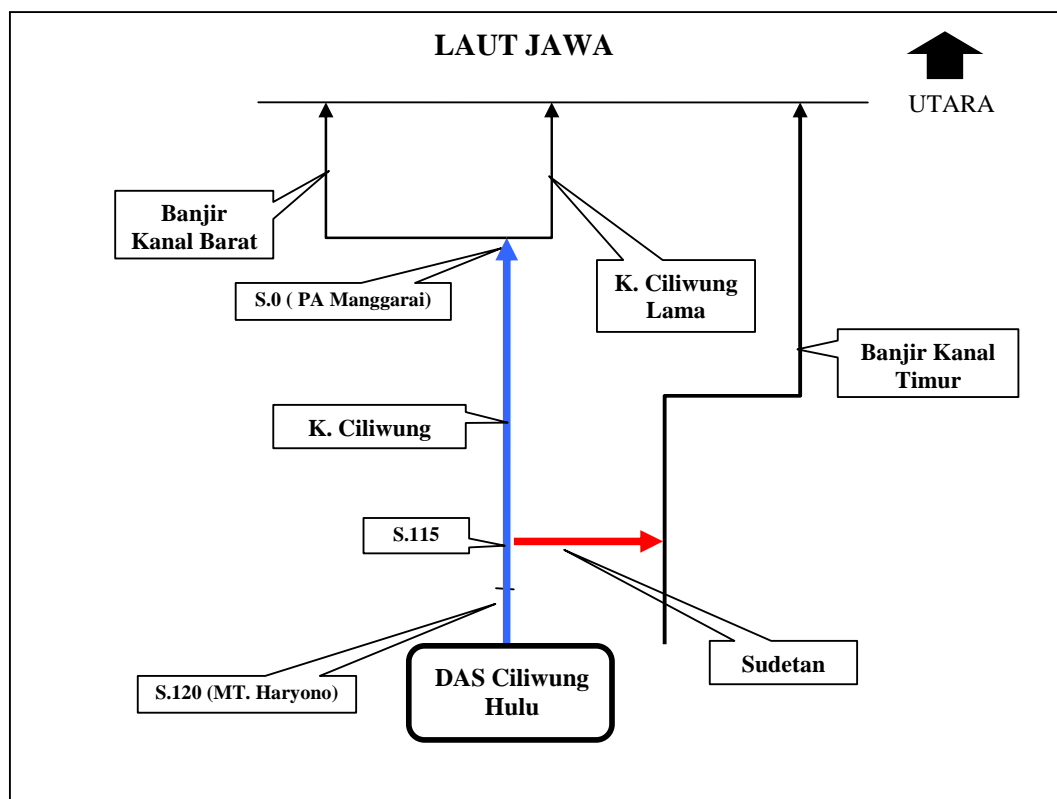 LAUT JAWA
UTARA
Banjir
Kanal Barat
S.0 ( PA Manggarai)
K. Ciliwung
Lama
Banjir Kanal
Timur
K. Ciliwung
S.115
Sudetan
S.120 (MT. Haryono)
DAS Ciliwung
Hulu